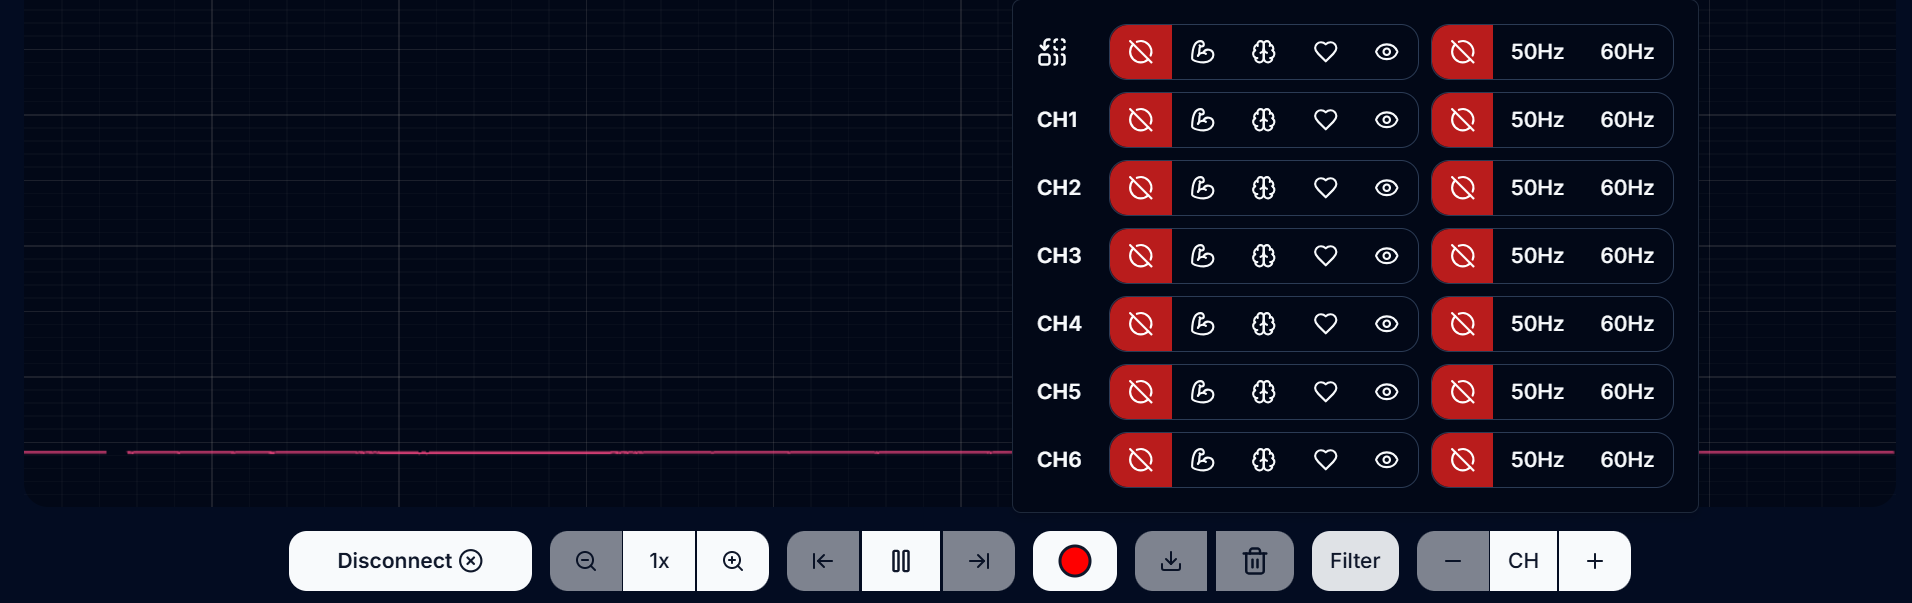 50Hz 60Hz
CH1 50Hz 60Hz
CH2 50Hz 60Hz
CH3 50Hz 60Hz
CH4 50Hz 60Hz
CH5 50Hz 60Hz
CH6 50Hz 60Hz
Disconnect 1x Filter CH